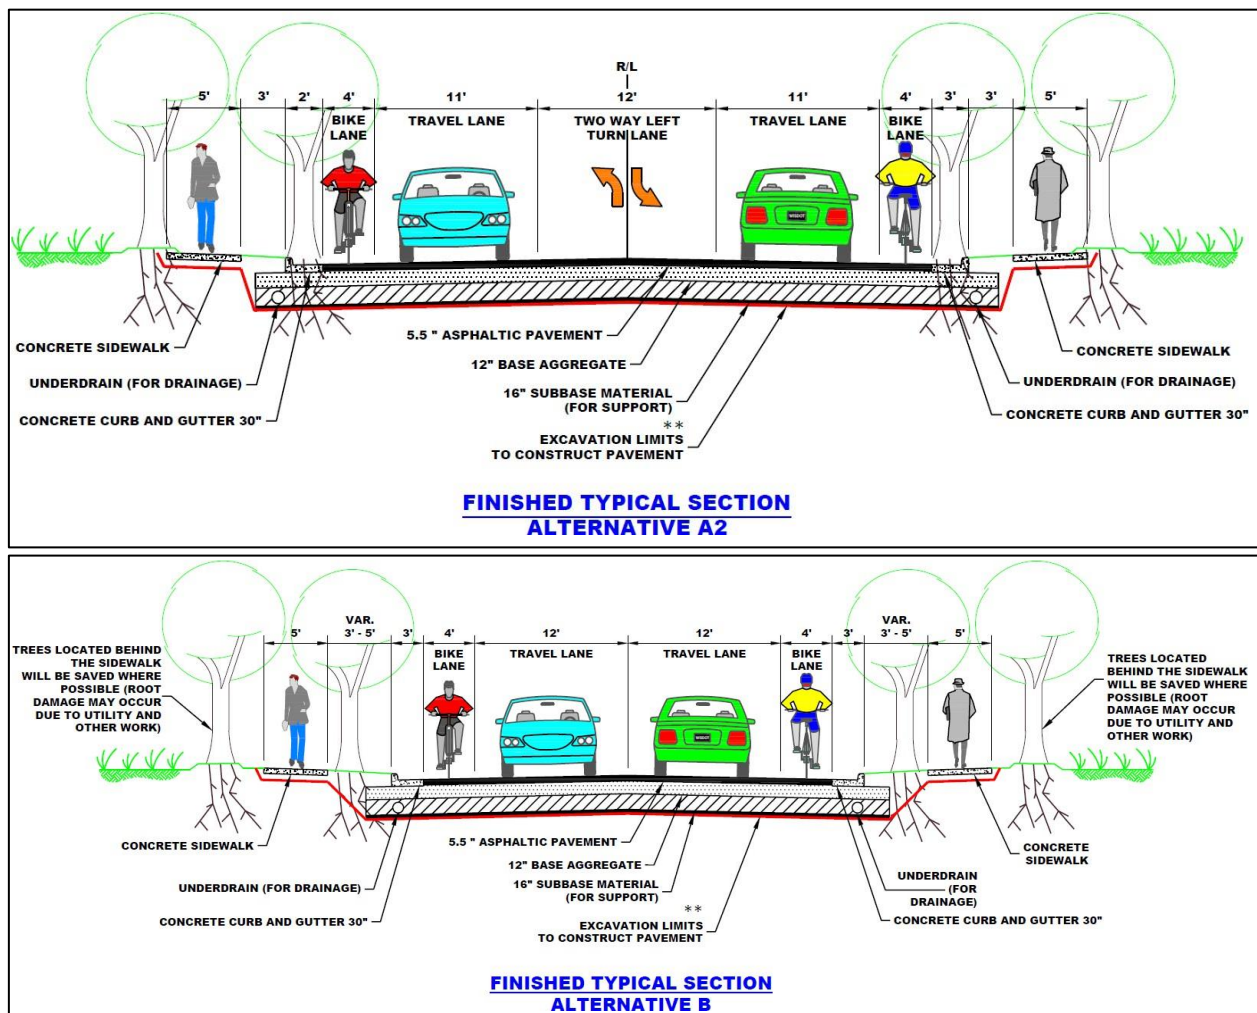 R/L
5' 3' 2' 4' 11' 12' 11' 4' 3' 3' 5'
BIKE
LANE
TRAVEL LANE
TWO WAY LEFT
TURN LANE
TRAVEL LANE
BIKE
LANE
WISDOT
CONCRETE SIDEWALK
UNDERDRAIN (FOR DRAINAGE)
CONCRETE CURB AND GUTTER 30"
5.5 " ASPHALTIC PAVEMENT
12" BASE AGGREGATE
16" SUBBASE MATERIAL
(FOR SUPPORT)
**
EXCAVATION LIMITS
TO CONSTRUCT PAVEMENT
CONCRETE SIDEWALK
UNDERDRAIN (FOR DRAINAGE)
CONCRETE CURB AND GUTTER 30"
FINISHED TYPICAL SECTION
ALTERNATIVE A2
VAR.
VAR.
5' 3' - 5' 3' 4' 12' 12' 4' 3' 3' - 5' 5'
BIKE
LANE
TRAVEL LANE
TRAVEL LANE
BIKE
LANE
TREES LOCATED BEHIND
THE SIDEWALK
WILL BE SAVED WHERE
POSSIBLE (ROOT
DAMAGE MAY OCCUR
DUE TO UTILITY AND
OTHER WORK)
TREES LOCATED
BEHIND THE SIDEWALK
WILL BE SAVED WHERE
POSSIBLE (ROOT
DAMAGE MAY OCCUR
DUE TO UTILITY AND
OTHER WORK)
WISDOT
CONCRETE SIDEWALK
UNDERDRAIN (FOR DRAINAGE)
CONCRETE CURB AND GUTTER 30"
5.5 " ASPHALTIC PAVEMENT
12" BASE AGGREGATE
16" SUBBASE MATERIAL
(FOR SUPPORT)
**
EXCAVATION LIMITS
TO CONSTRUCT PAVEMENT
CONCRETE
SIDEWALK
UNDERDRAIN
(FOR
DRAINAGE)
CONCRETE CURB AND GUTTER 30"
FINISHED TYPICAL SECTION
ALTERNATIVE B